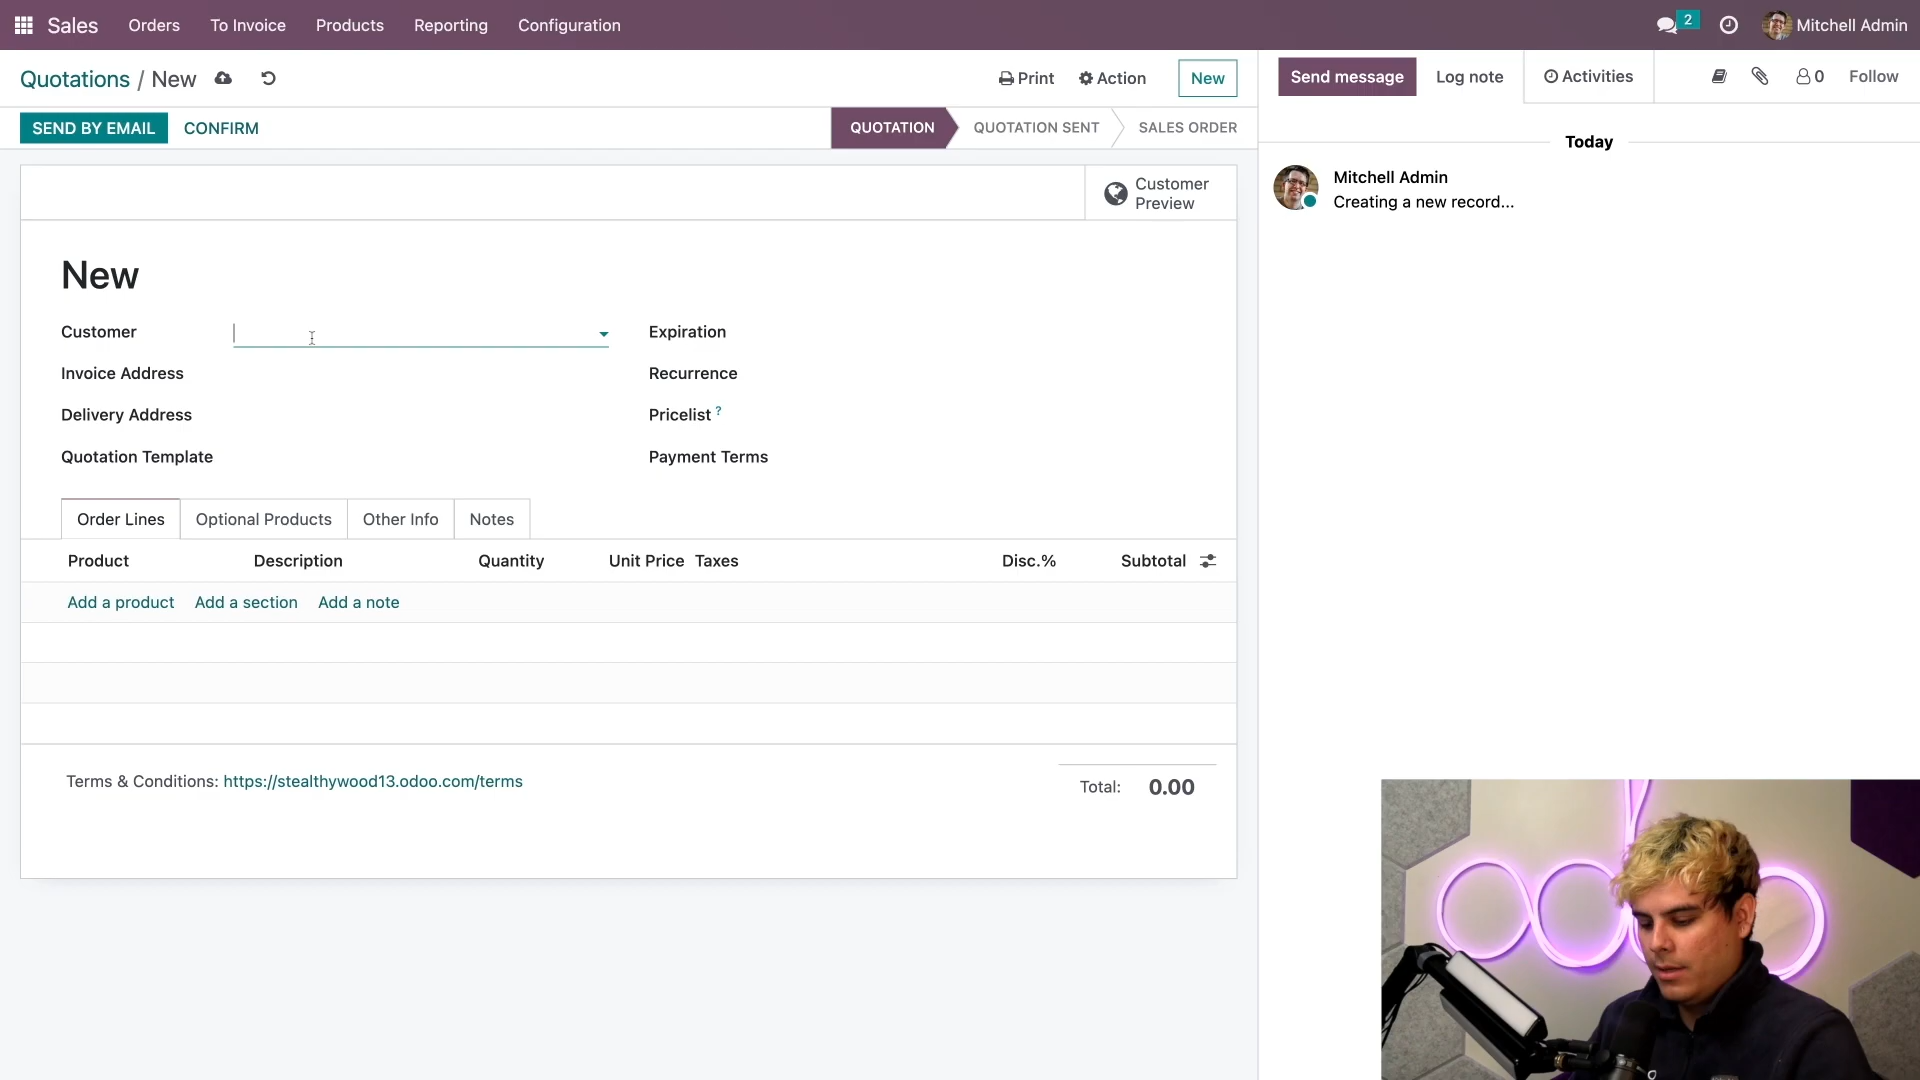 Sales Orders To Invoice Products Reporting Configuration 2 Mitchell Admin
Quotations / New Print Action New Send message Log note Activities 0 Follow
SEND BY EMAIL CONFIRM QUOTATION QUOTATION SENT SALES ORDER
Today
Customer
Preview
Mitchell Admin
Creating a new record...
New
Customer Expiration
Invoice Address Recurrence
Delivery Address Pricelist ?
Quotation Template Payment Terms
Order Lines Optional Products Other Info Notes
Product Description Quantity Unit Price Taxes Disc.% Subtotal
Add a product Add a section Add a note
Terms & Conditions: https://stealthywood13.odoo.com/terms Total: 0.00
odoo